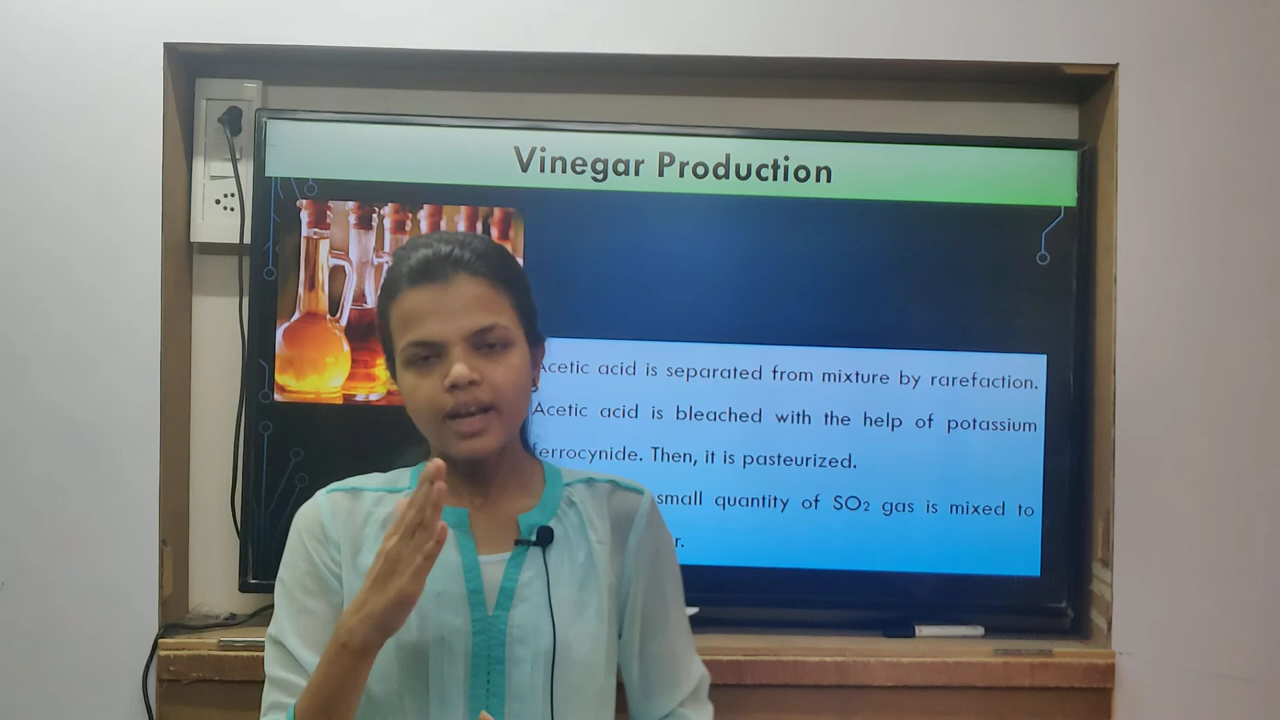 Vinegar Production
Acetic acid is separated from mixture by rarefaction.
Acetic acid is bleached with the help of potassium
ferrocynide. Then, it is pasteurized.
small quantity of SO₂ gas is mixed to
r.